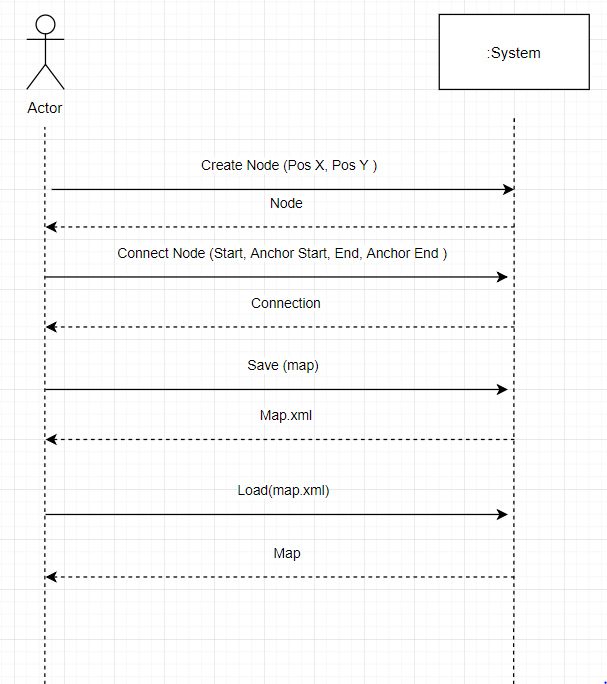 :System
Actor
Create Node (Pos X, Pos Y )
Node
Connect Node (Start, Anchor Start, End, Anchor End )
Connection
Save (map)
Map.xml
Load(map.xml)
Map